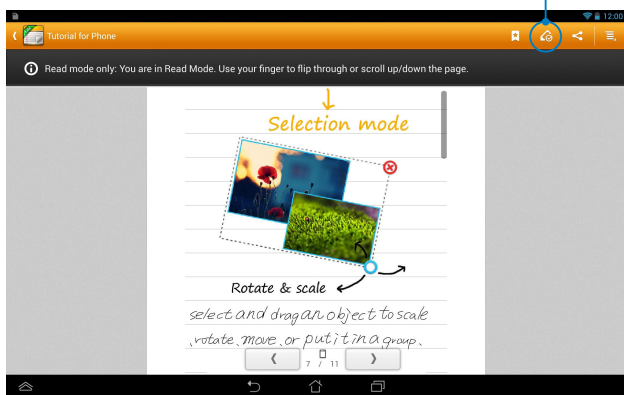 12:00
Tutorial for Phone
Read mode only: You are in Read Mode. Use your finger to flip through or scroll up/down the page.
Selection mode
Rotate & scale
select and drag an object to scale
,rotate, move, or put it in a group.
7 / 11